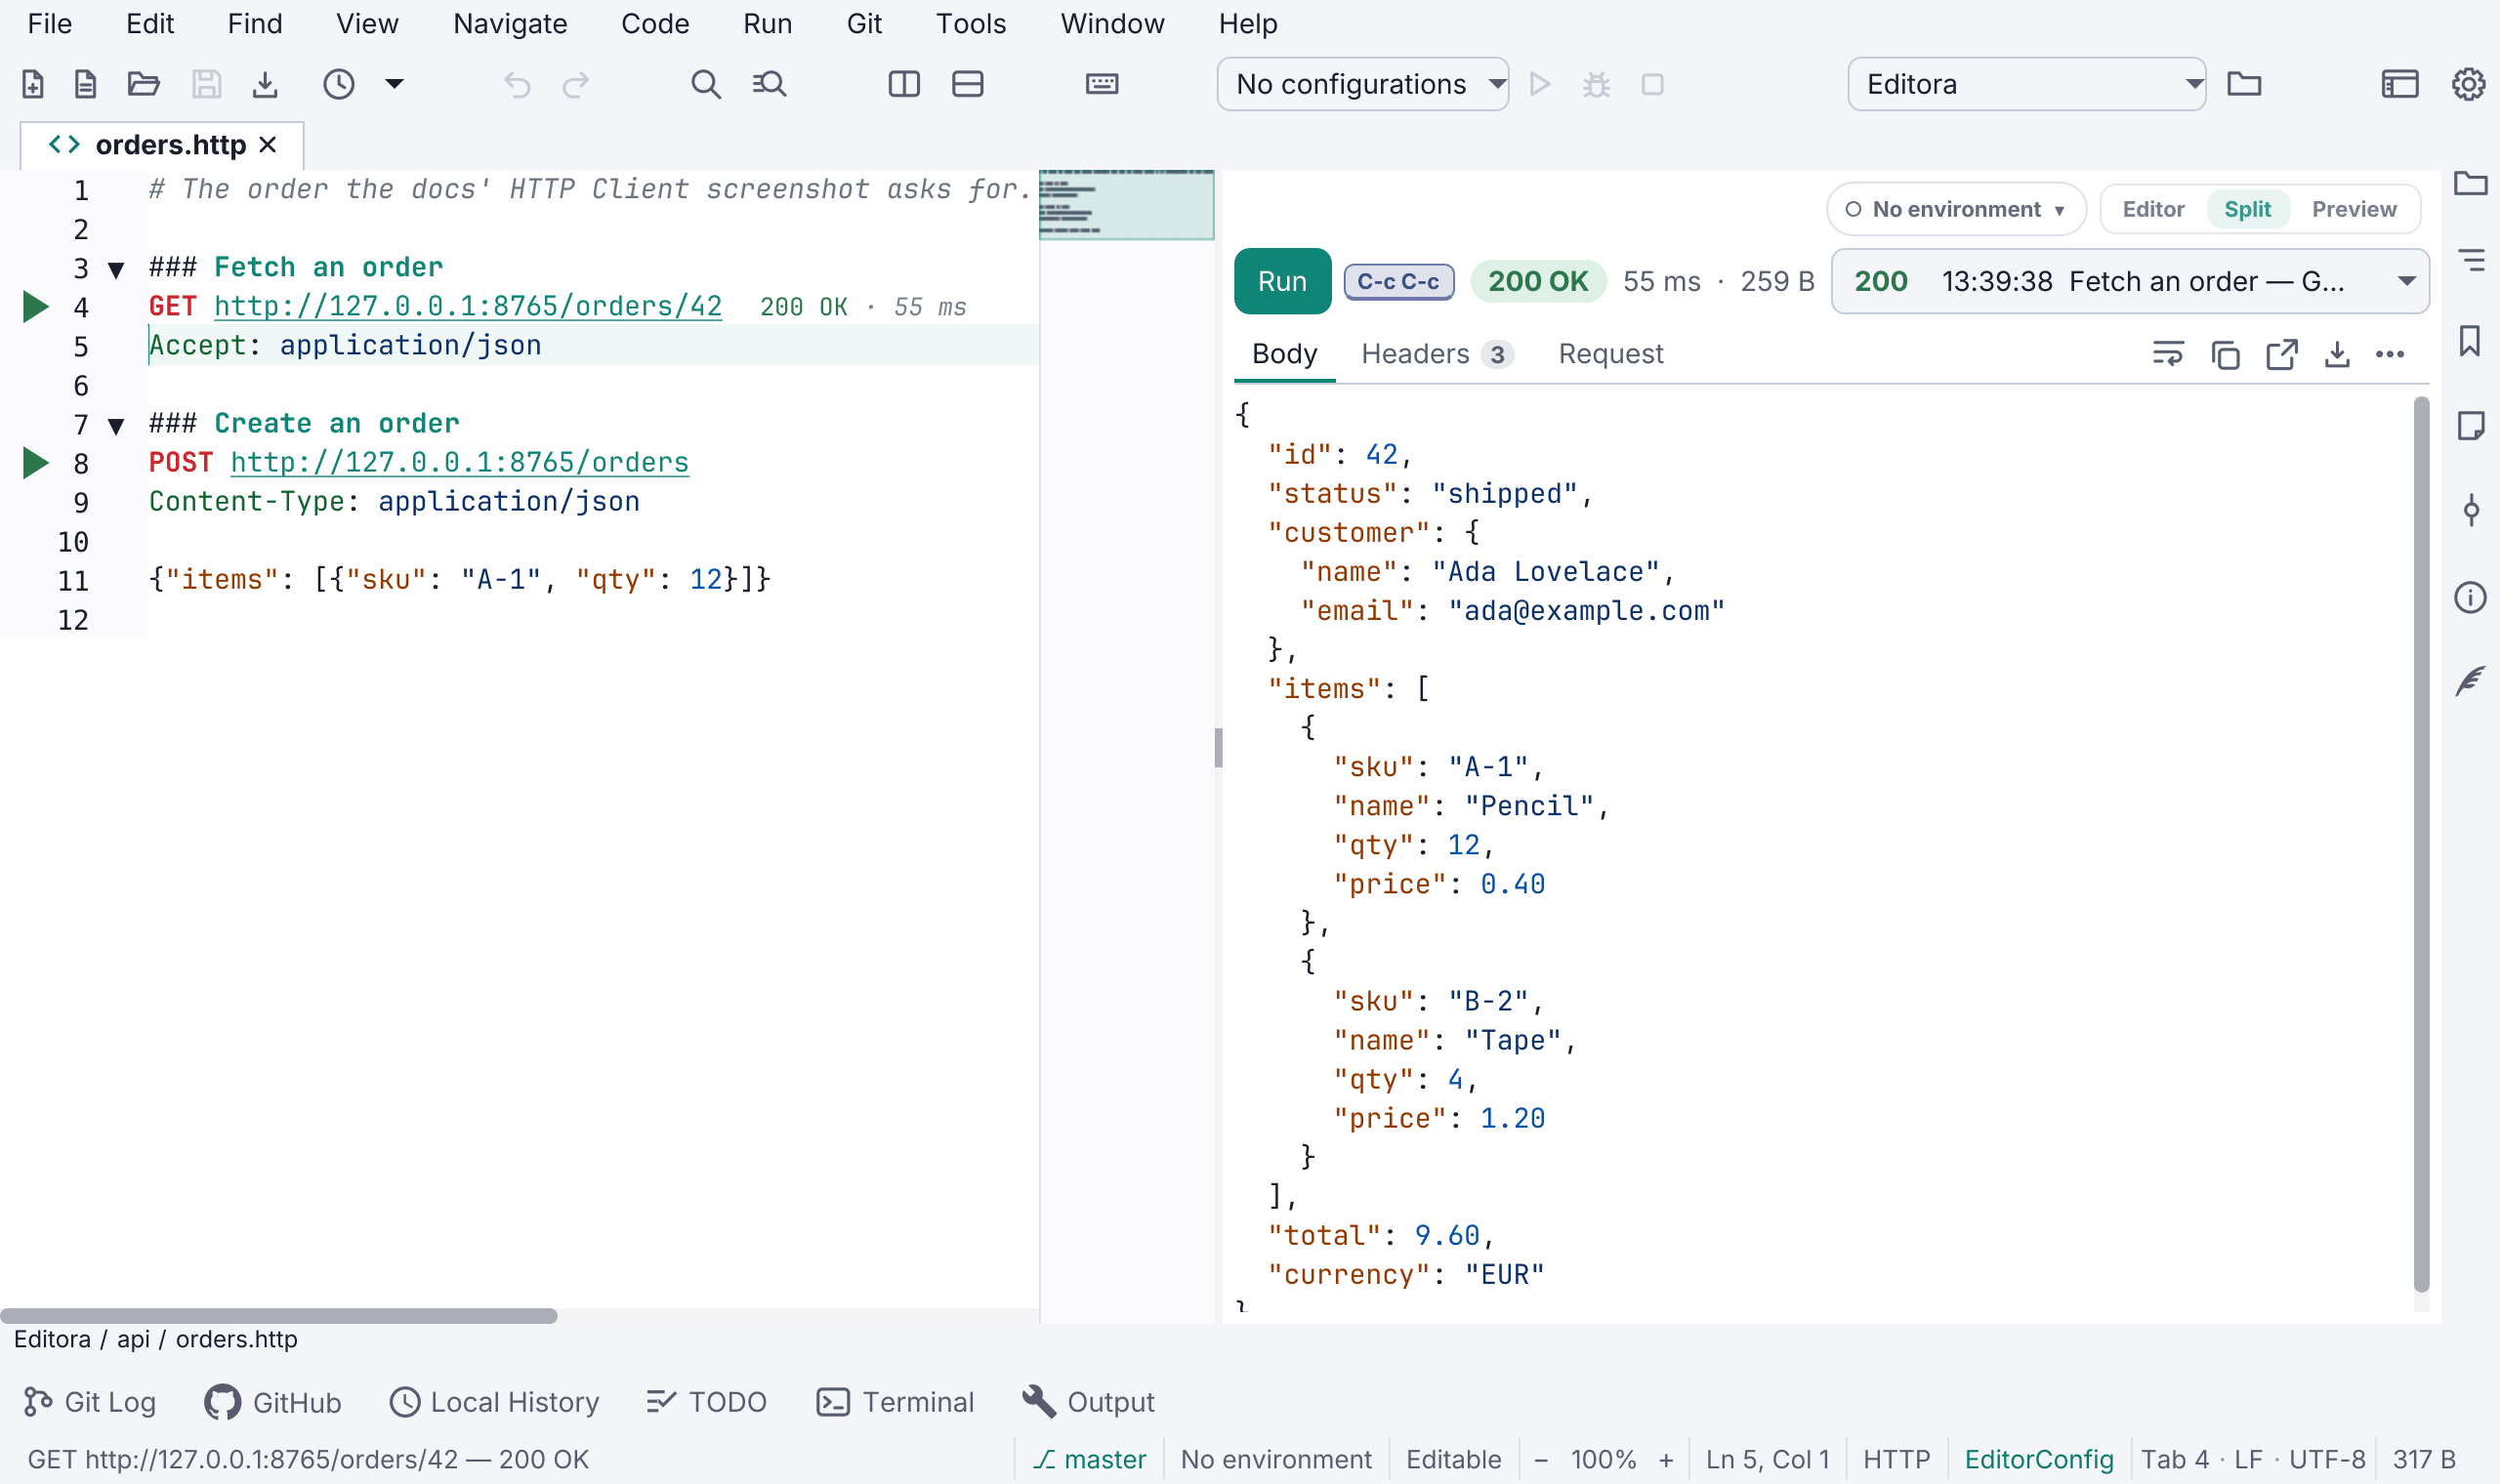 File Edit Find View Navigate Code Run Git Tools Window Help
No configurations Editora
orders.http
1 # The order the docs' HTTP Client screenshot asks for.
2
3 ### Fetch an order
4 GET http://127.0.0.1:8765/orders/42 200 OK · 55 ms
5 Accept: application/json
6
7 ### Create an order
8 POST http://127.0.0.1:8765/orders
9 Content-Type: application/json
10
11 {"items": [{"sku": "A-1", "qty": 12}]}
12
No environment Editor Split Preview
Run C-c C-c 200 OK 55 ms · 259 B 200 13:39:38 Fetch an order — G...
Body Headers 3 Request
{
"id": 42,
"status": "shipped",
"customer": {
"name": "Ada Lovelace",
"email": "ada@example.com"
},
"items": [
{
"sku": "A-1",
"name": "Pencil",
"qty": 12,
"price": 0.40
},
{
"sku": "B-2",
"name": "Tape",
"qty": 4,
"price": 1.20
}
],
"total": 9.60,
"currency": "EUR"
}
Editora / api / orders.http
Git Log GitHub Local History TODO Terminal Output
GET http://127.0.0.1:8765/orders/42 — 200 OK master No environment Editable − 100% + Ln 5, Col 1 HTTP EditorConfig Tab 4 · LF · UTF-8 317 B